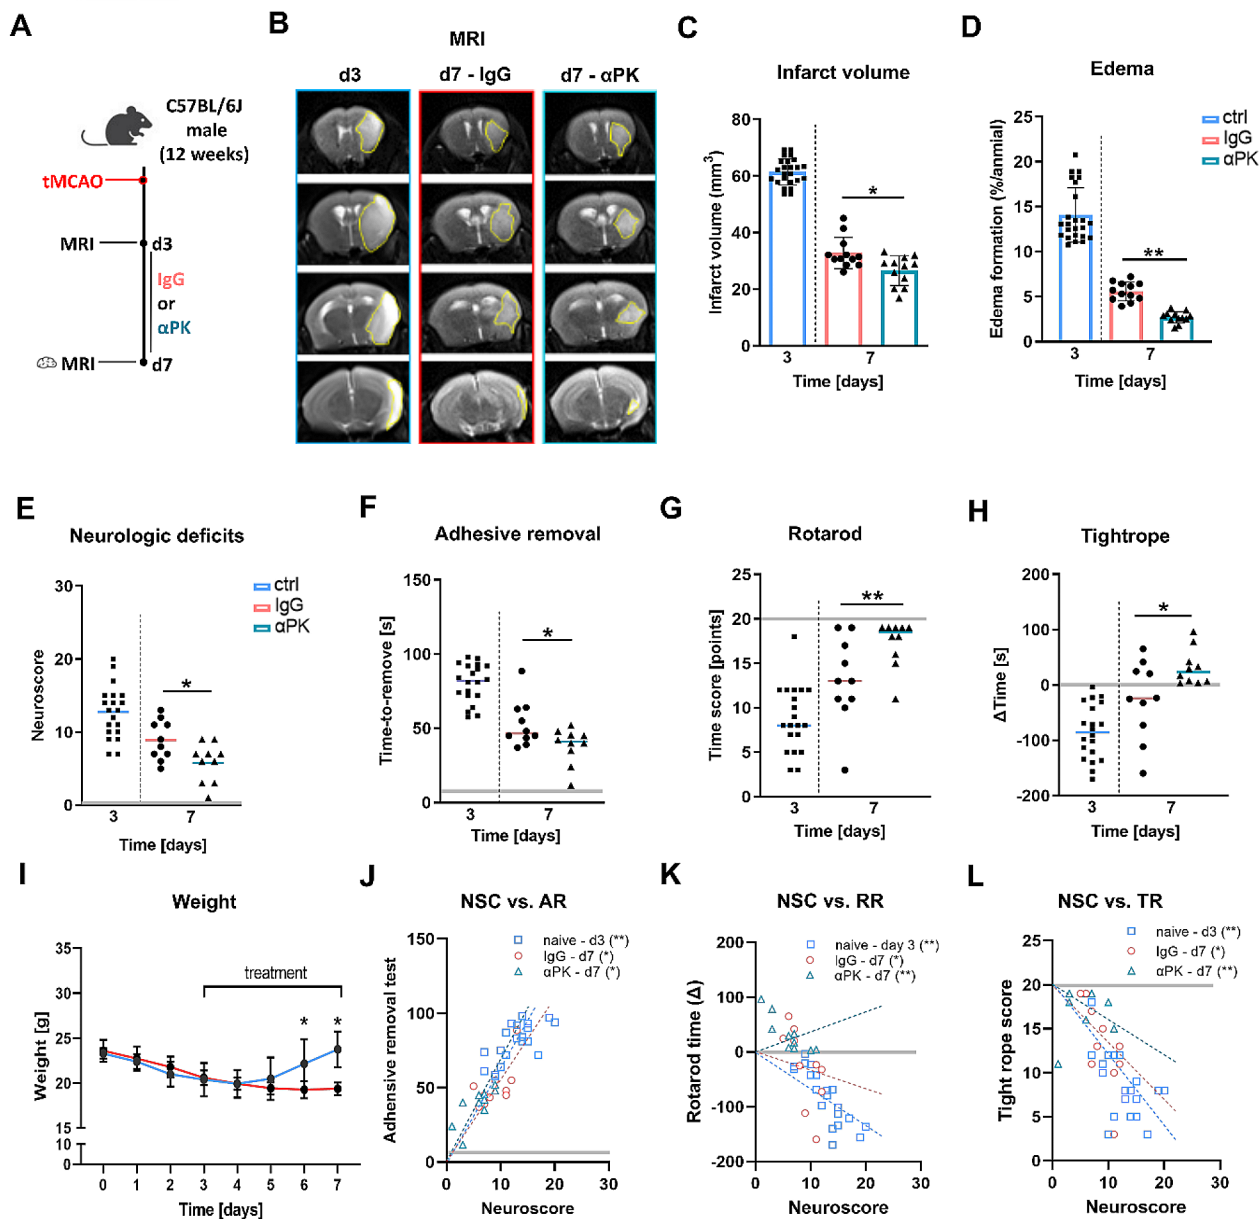 A
C57BL/6J
male
(12 weeks)
tMCAO
MRI
d3
IgG
or
αPK
MRI
d7
B
MRI
d3
d7 - IgG
d7 - αPK
C
Infarct volume
Infarct volume (mm³)
80
60
40
20
0
*
3
7
Time [days]
D
Edema
Edema formation (%/anmial)
25
20
15
10
5
0
**
3
7
Time [days]
ctrl
IgG
αPK
E
Neurologic deficits
Neuroscore
30
20
10
0
*
3
7
Time [days]
ctrl
IgG
αPK
F
Adhesive removal
Time-to-remove [s]
150
100
50
0
*
3
7
Time [days]
G
Rotarod
Time score [points]
25
20
15
10
5
0
**
3
7
Time [days]
H
Tightrope
ΔTime [s]
200
100
0
-100
-200
*
3
7
Time [days]
I
Weight
Weight [g]
35
30
25
20
15
10
0
treatment
*
*
0 1 2 3 4 5 6 7
Time [days]
J
NSC vs. AR
Adhensive removal test
150
100
50
0
naive - d3 (**)
IgG - d7 (*)
αPK - d7 (*)
0 10 20 30
Neuroscore
K
NSC vs. RR
Rotarod time (Δ)
200
100
0
-100
-200
naive - day 3 (**)
IgG - d7 (*)
αPK - d7 (**)
0 10 20 30
Neuroscore
L
NSC vs. TR
Tight rope score
25
20
15
10
5
0
naive - d3 (**)
IgG - d7 (*)
αPK - d7 (**)
0 10 20 30
Neuroscore